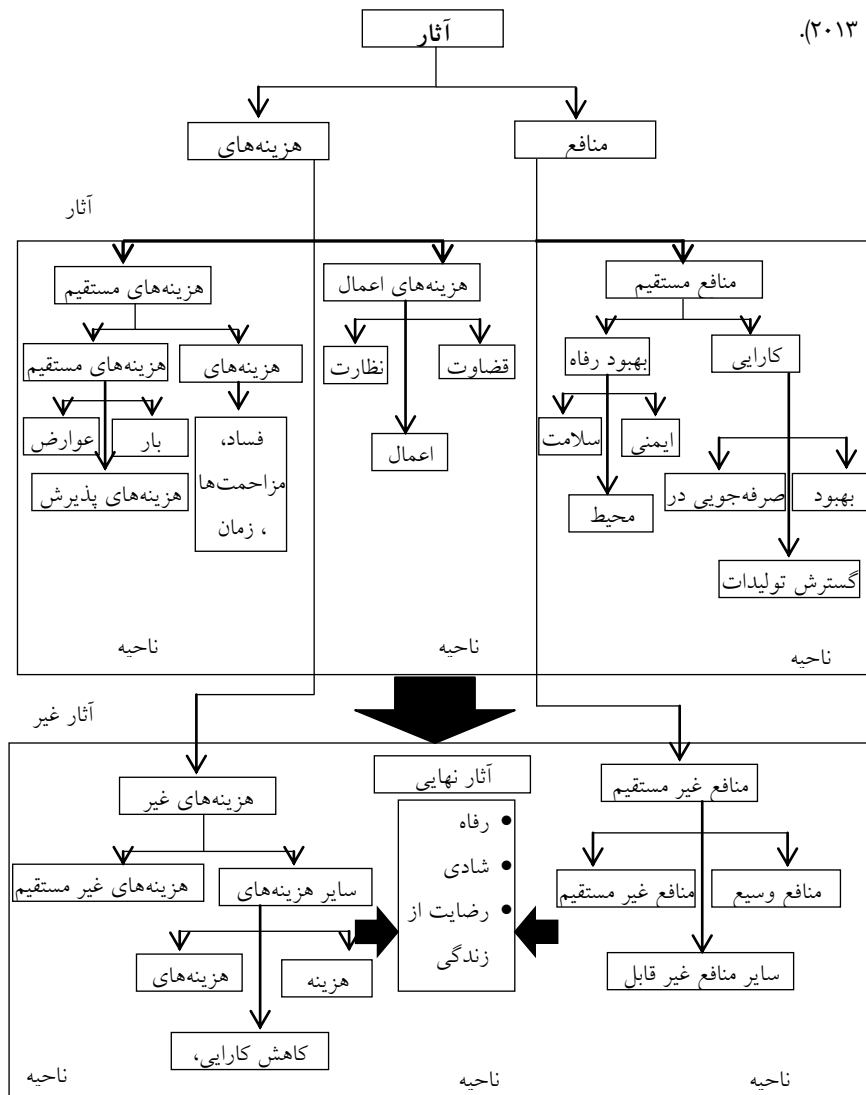 ۲۰۱۳).
آثار
منافع
هزینه‌های
آثار
منافع مستقیم
هزینه‌های اعمال
هزینه‌های مستقیم
کارایی
بهبود رفاه
قضاوت
نظارت
هزینه‌های
هزینه‌های مستقیم
ایمنی
سلامت
اعمال
فساد،
مزاحمت‌ها
، زمان
بار
عوارض
هزینه‌های پذیرش
بهبود
صرفه‌جویی در
محیط
گسترش تولیدات
ناحیه
ناحیه
ناحیه
آثار غیر
منافع غیر مستقیم
آثار نهایی
هزینه‌های غیر
• رفاه
• شادی
• رضایت از
زندگی
منافع وسیع
منافع غیر مستقیم
سایر هزینه‌های
هزینه‌های غیر مستقیم
سایر منافع غیر قابل
هزینه
هزینه‌های
کاهش کارایی،
ناحیه
ناحیه
ناحیه